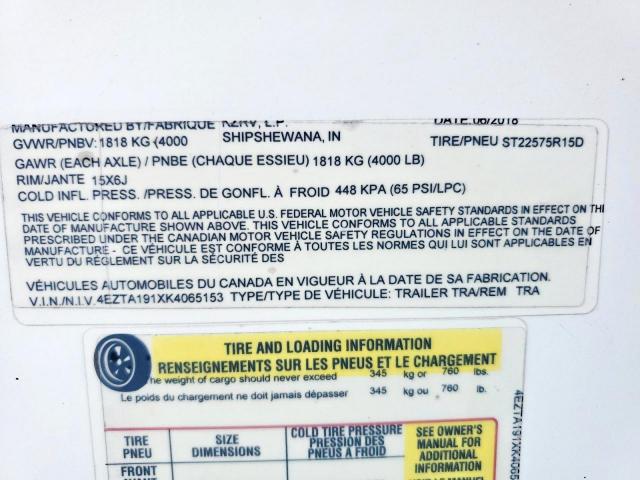 MANUFACTURED BY/FABRIQUE KZRV, L.P. DATE:06/2018
GVWR/PNBV: 1818 KG (4000 SHIPSHEWANA, IN TIRE/PNEU ST22575R15D
GAWR (EACH AXLE) / PNBE (CHAQUE ESSIEU) 1818 KG (4000 LB)
RIM/JANTE 15X6J
COLD INFL. PRESS. /PRESS. DE GONFL. À FROID 448 KPA (65 PSI/LPC)
THIS VEHICLE CONFORMS TO ALL APPLICABLE U.S. FEDERAL MOTOR VEHICLE SAFETY STANDARDS IN EFFECT ON TH
DATE OF MANUFACTURE SHOWN ABOVE. THIS VEHICLE CONFORMS TO ALL APPLICABLE STANDARDS
PRESCRIBED UNDER THE CANADIAN MOTOR VEHICLE SAFETY REGULATIONS IN EFFECT ON THE DATE OF
MANUFACTURE - CE VÉHICULE EST CONFORME À TOUTES LES NORMES QUI LUI SONT APPLICABLES EN
VERTU DU RÉGLEMENT SUR LA SÉCURITÉ DES
VÉHICULES AUTOMOBILES DU CANADA EN VIGUEUR À LA DATE DE SA FABRICATION.
V.I.N./N.I.V. 4EZTA191XK4065153 TYPE/TYPE DE VÉHICULE: TRAILER TRA/REM TRA
TIRE AND LOADING INFORMATION
RENSEIGNEMENTS SUR LES PNEUS ET LE CHARGEMENT
The weight of cargo should never exceed 345 kg or 760 lbs.
Le poids du chargement ne doit jamais dépasser 345 kg ou 760 lb.
TIRE PNEU
SIZE DIMENSIONS
COLD TIRE PRESSURE
PRESSION DES
PNEUS A FROID
SEE OWNER'S
MANUAL FOR
ADDITIONAL
INFORMATION
FRONT
4EZTA191XK4065